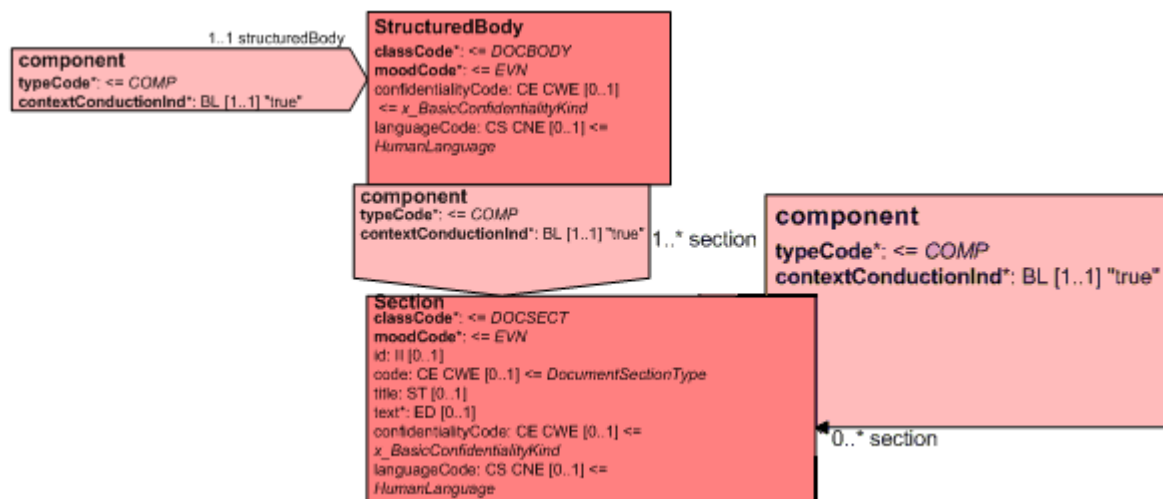 1..1 structuredBody
component
typeCode*: <= COMP
contextConductionInd*: BL [1..1] "true"
StructuredBody
classCode*: <= DOCBODY
moodCode*: <= EVN
confidentialityCode: CE CWE [0..1]
<= x_BasicConfidentialityKind
languageCode: CS CNE [0..1] <=
HumanLanguage
component
typeCode*: <= COMP
contextConductionInd*: BL [1..1] "true"
1..* section
component
typeCode*: <= COMP
contextConductionInd*: BL [1..1] "true"
Section
classCode*: <= DOCSECT
moodCode*: <= EVN
id: II [0..1]
code: CE CWE [0..1] <= DocumentSectionType
title: ST [0..1]
text*: ED [0..1]
confidentialityCode: CE CWE [0..1] <=
x_BasicConfidentialityKind
languageCode: CS CNE [0..1] <=
HumanLanguage
0..* section